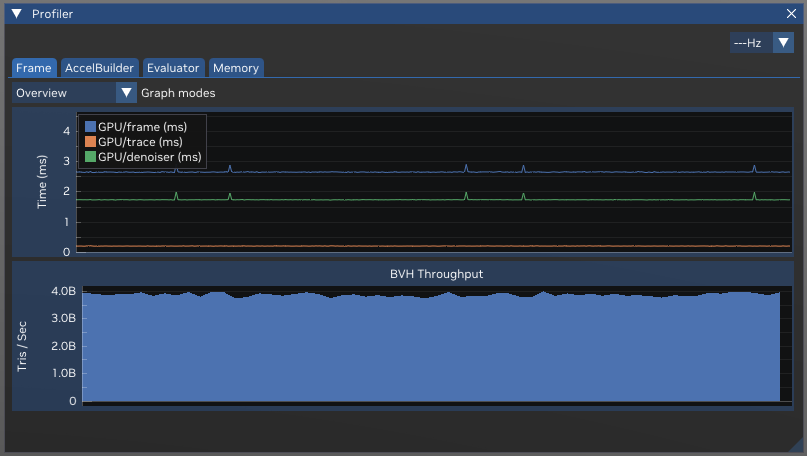 Profiler
---Hz
Frame AccelBuilder Evaluator Memory
Overview Graph modes
GPU/frame (ms)
GPU/trace (ms)
GPU/denoiser (ms)
Time (ms)
4
3
2
1
0
BVH Throughput
Tris / Sec
4.0B
3.0B
2.0B
1.0B
0